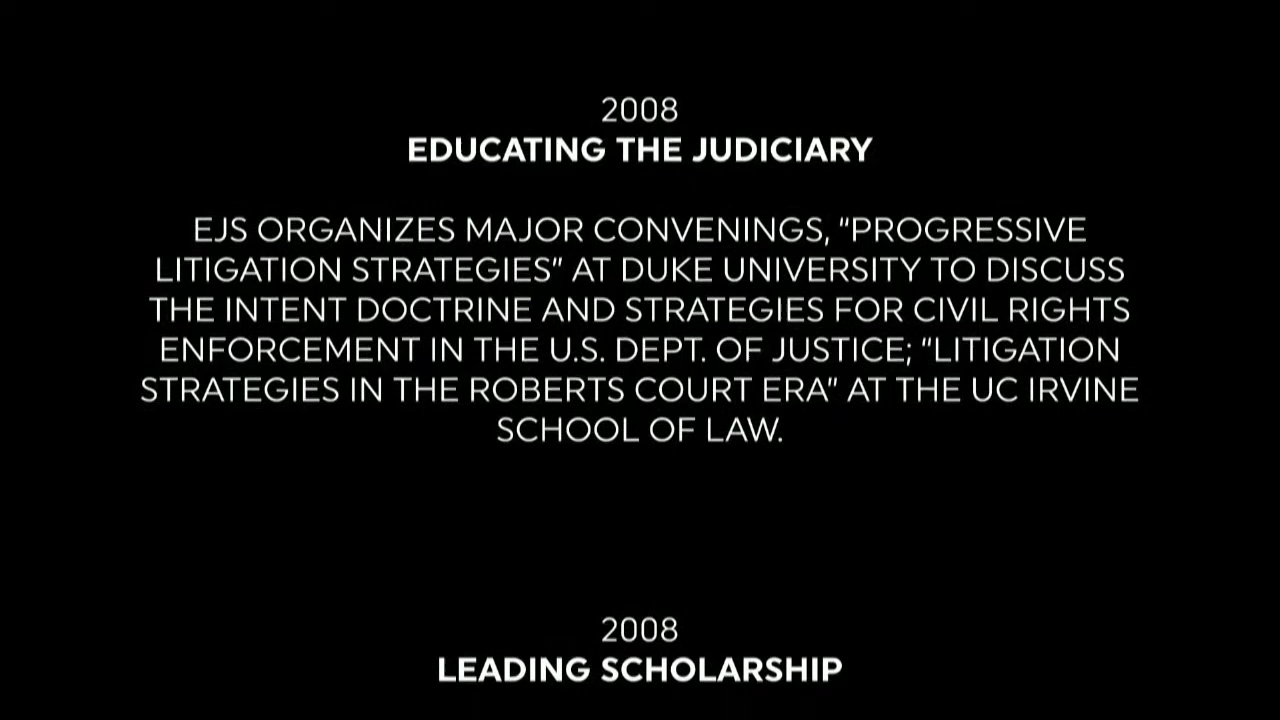 2008
EDUCATING THE JUDICIARY
EJS ORGANIZES MAJOR CONVENINGS, “PROGRESSIVE
LITIGATION STRATEGIES” AT DUKE UNIVERSITY TO DISCUSS
THE INTENT DOCTRINE AND STRATEGIES FOR CIVIL RIGHTS
ENFORCEMENT IN THE U.S. DEPT. OF JUSTICE; “LITIGATION
STRATEGIES IN THE ROBERTS COURT ERA” AT THE UC IRVINE
SCHOOL OF LAW.
2008
LEADING SCHOLARSHIP